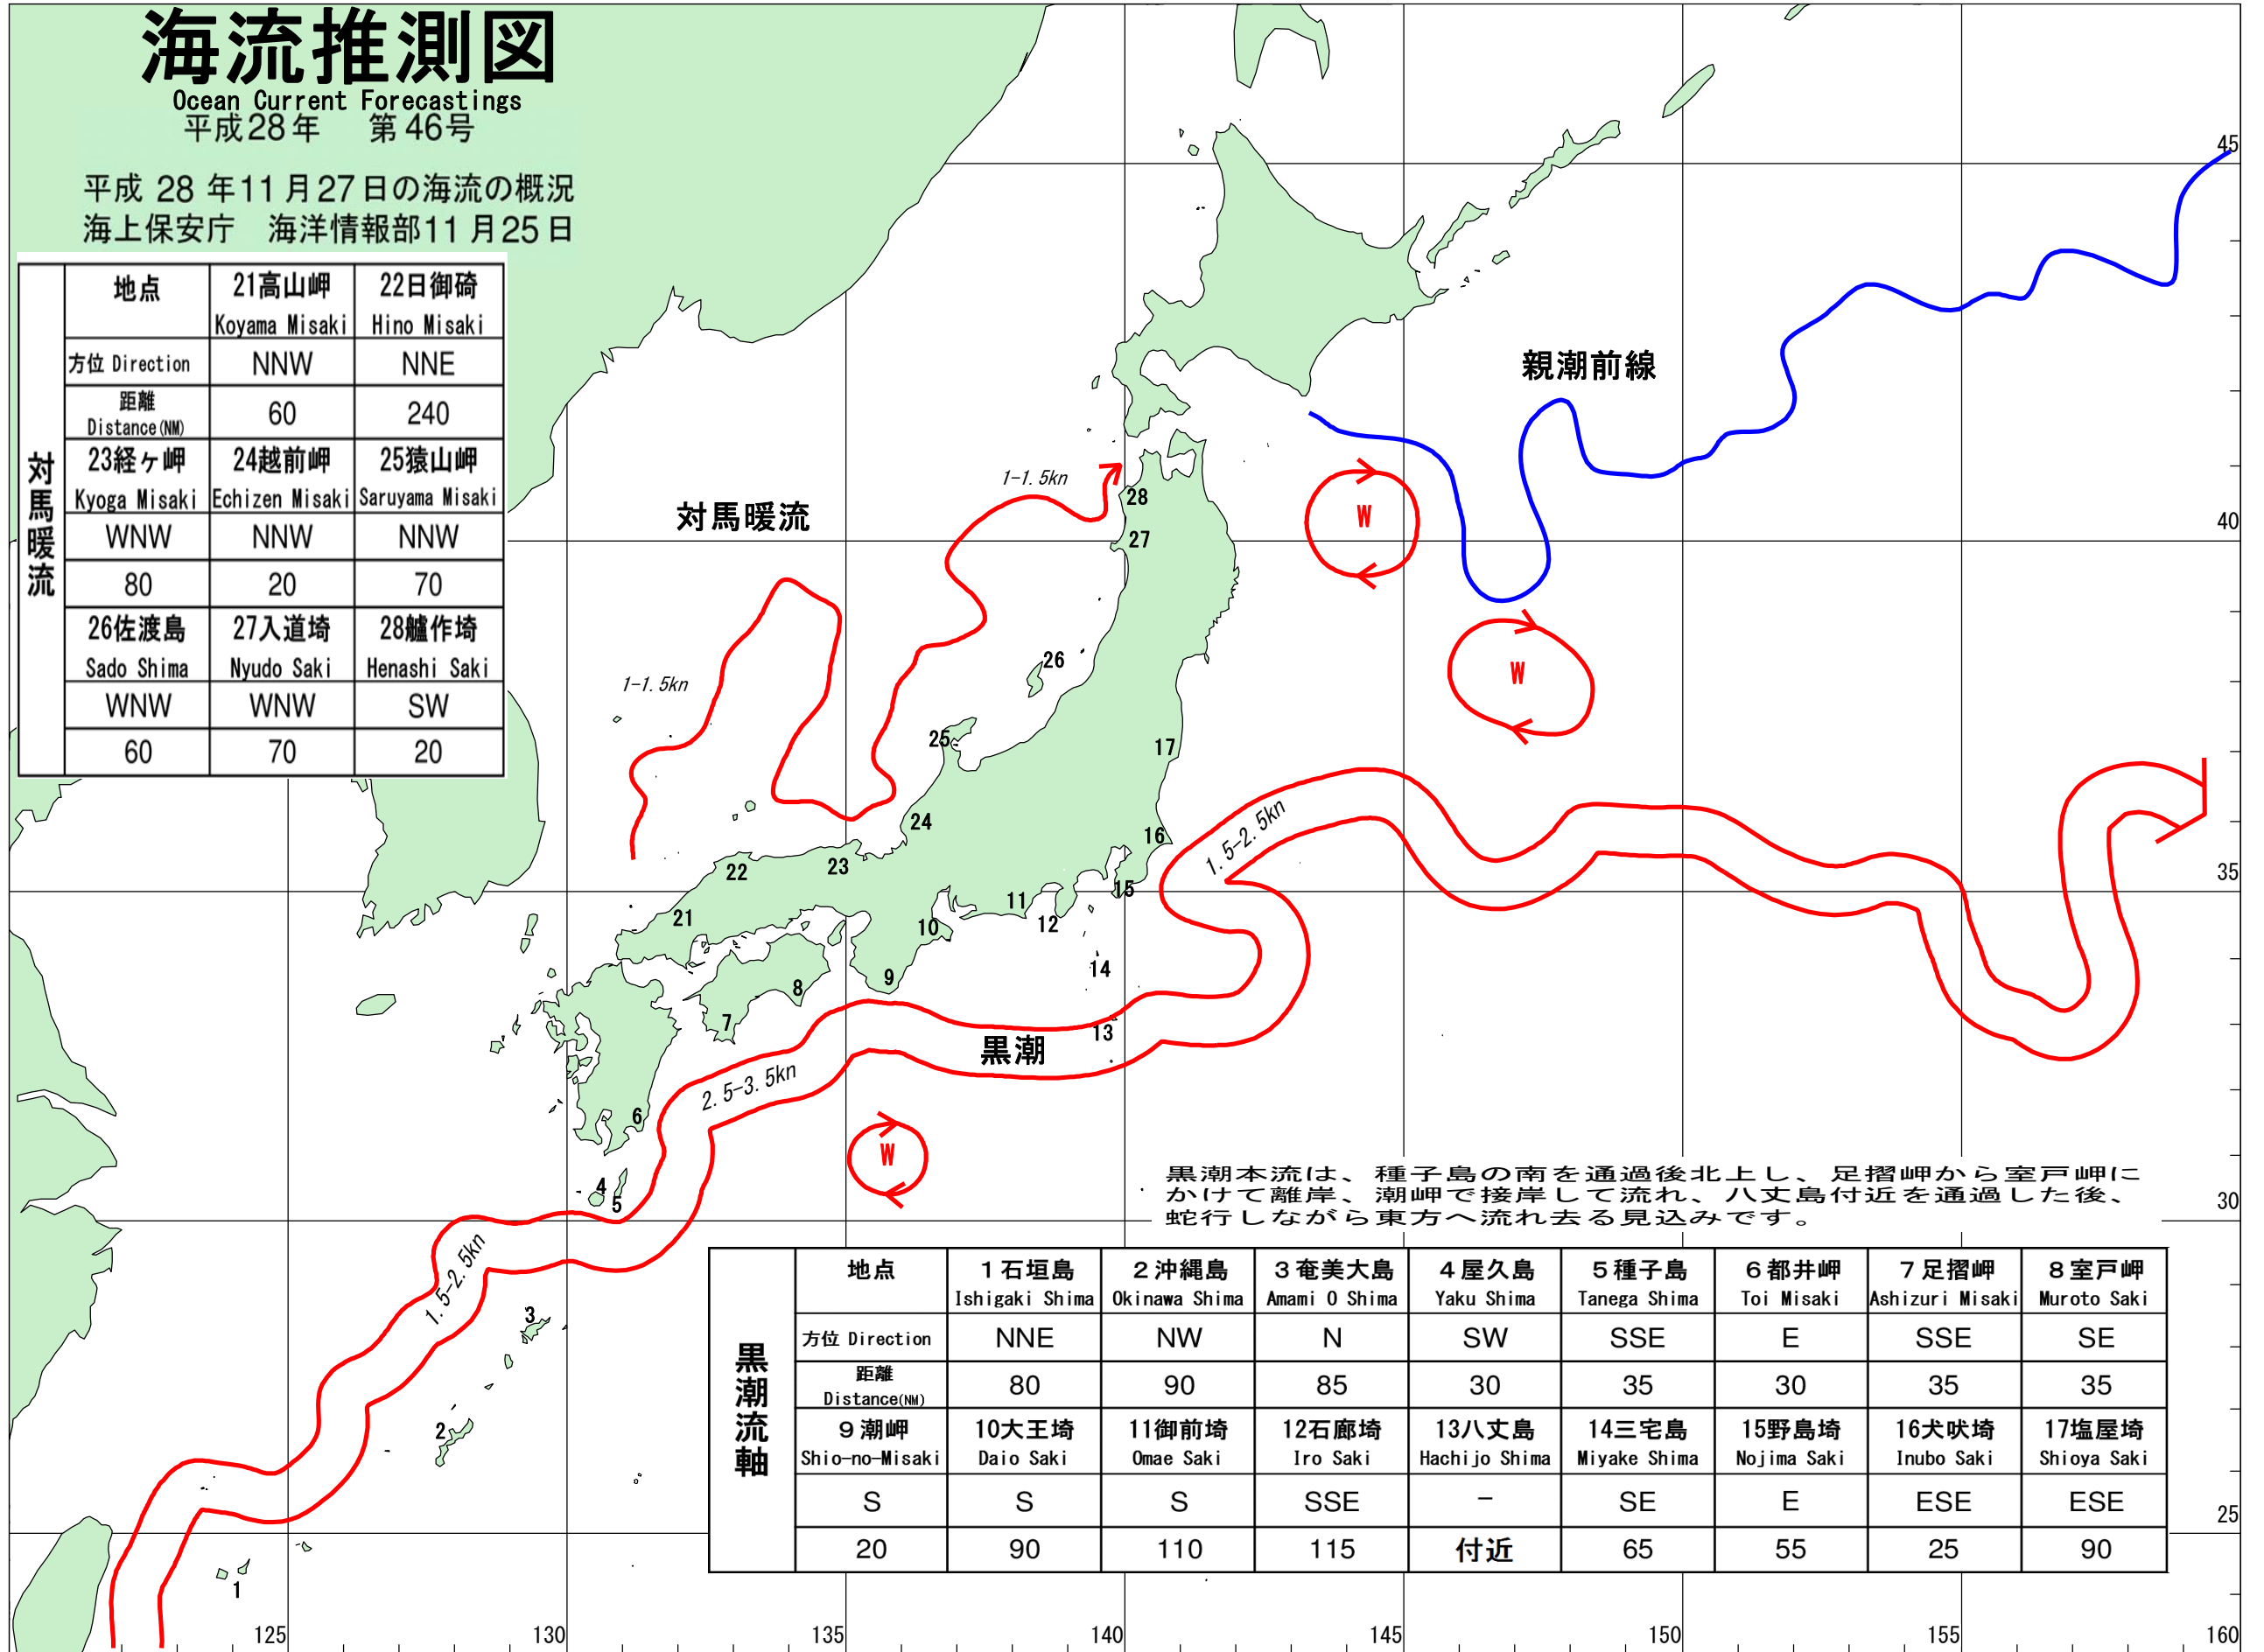 海流推測図
Ocean Current Forecastings
平成28年 第46号
平成 28 年11月27日の海流の概況
海上保安庁 海洋情報部11月25日
対馬暖流
地点 21高山岬 22日御碕
Koyama Misaki Hino Misaki
方位 Direction NNW NNE
距離 60 240
Distance(NM)
23経ヶ岬 24越前岬 25猿山岬
Kyoga Misaki Echizen Misaki Saruyama Misaki
WNW NNW NNW
80 20 70
26佐渡島 27入道埼 28艫作埼
Sado Shima Nyudo Saki Henashi Saki
WNW WNW SW
60 70 20
45
親潮前線
1-1.5kn
対馬暖流
28
W
40
27
26
W
1-1.5kn
25
17
24
16
1.5-2.5kn
22
23
35
15
11
21
10
12
14
9
8
7
13
黒潮
2.5-3.5kn
6
W
4
5
黒潮本流は、種子島の南を通過後北上し、足摺岬から室戸岬に
かけて離岸、潮岬で接岸して流れ、八丈島付近を通過した後、
蛇行しながら東方へ流れ去る見込みです。
30
1.5-2.5kn
3
2
1
25
黒潮流軸
地点 1石垣島 2沖縄島 3奄美大島 4屋久島 5種子島 6都井岬 7足摺岬 8室戸岬
Ishigaki Shima Okinawa Shima Amami O Shima Yaku Shima Tanega Shima Toi Misaki Ashizuri Misaki Muroto Saki
方位 Direction NNE NW N SW SSE E SSE SE
距離 80 90 85 30 35 30 35 35
Distance(NM)
9潮岬 10大王埼 11御前埼 12石廊埼 13八丈島 14三宅島 15野島埼 16犬吠埼 17塩屋埼
Shio-no-Misaki Daio Saki Omae Saki Iro Saki Hachijo Shima Miyake Shima Nojima Saki Inubo Saki Shioya Saki
S S S SSE − SE E ESE ESE
20 90 110 115 付近 65 55 25 90
125 130 135 140 145 150 155 160